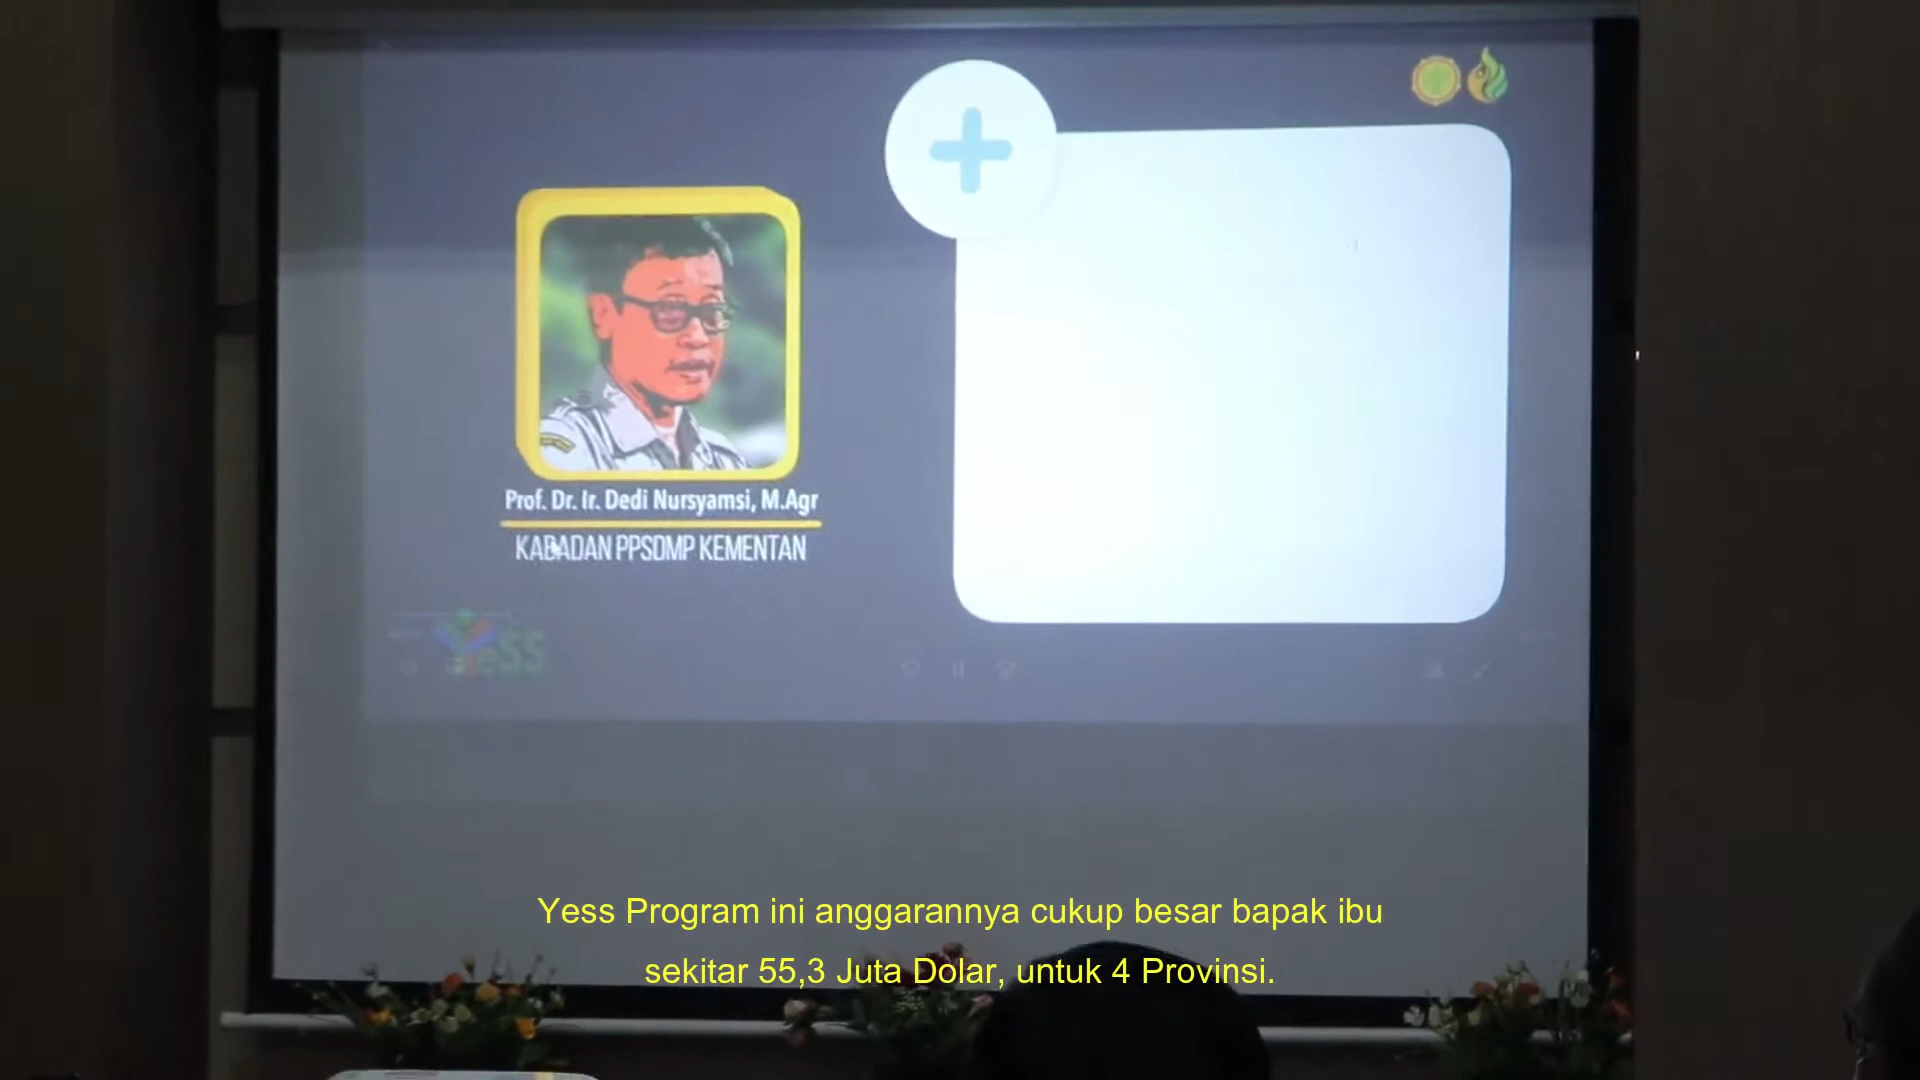 Prof. Dr. Ir. Dedi Nursyamsi, M.Agr
KABADAN PPSDMP KEMENTAN
YeSS
Yess Program ini anggarannya cukup besar bapak ibu
sekitar 55,3 Juta Dolar, untuk 4 Provinsi.